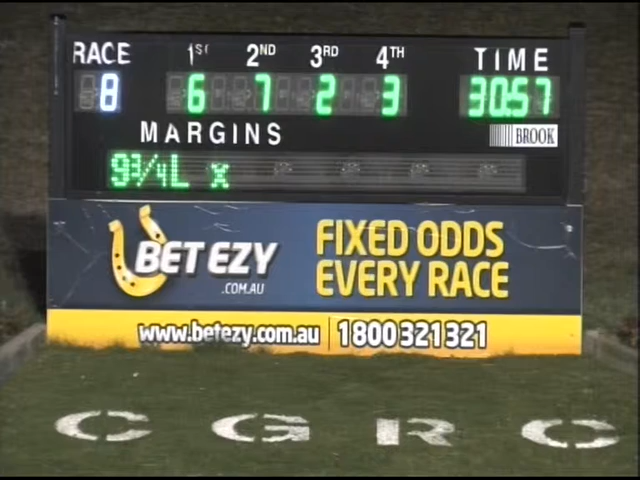 RACE 1ST 2ND 3RD 4TH TIME
8 6 7 2 3 30.57
MARGINS
BROOK
9 3/4 L x
BET EZY
.COM.AU
FIXED ODDS
EVERY RACE
www.betezy.com.au | 1800 321 321
C G R C